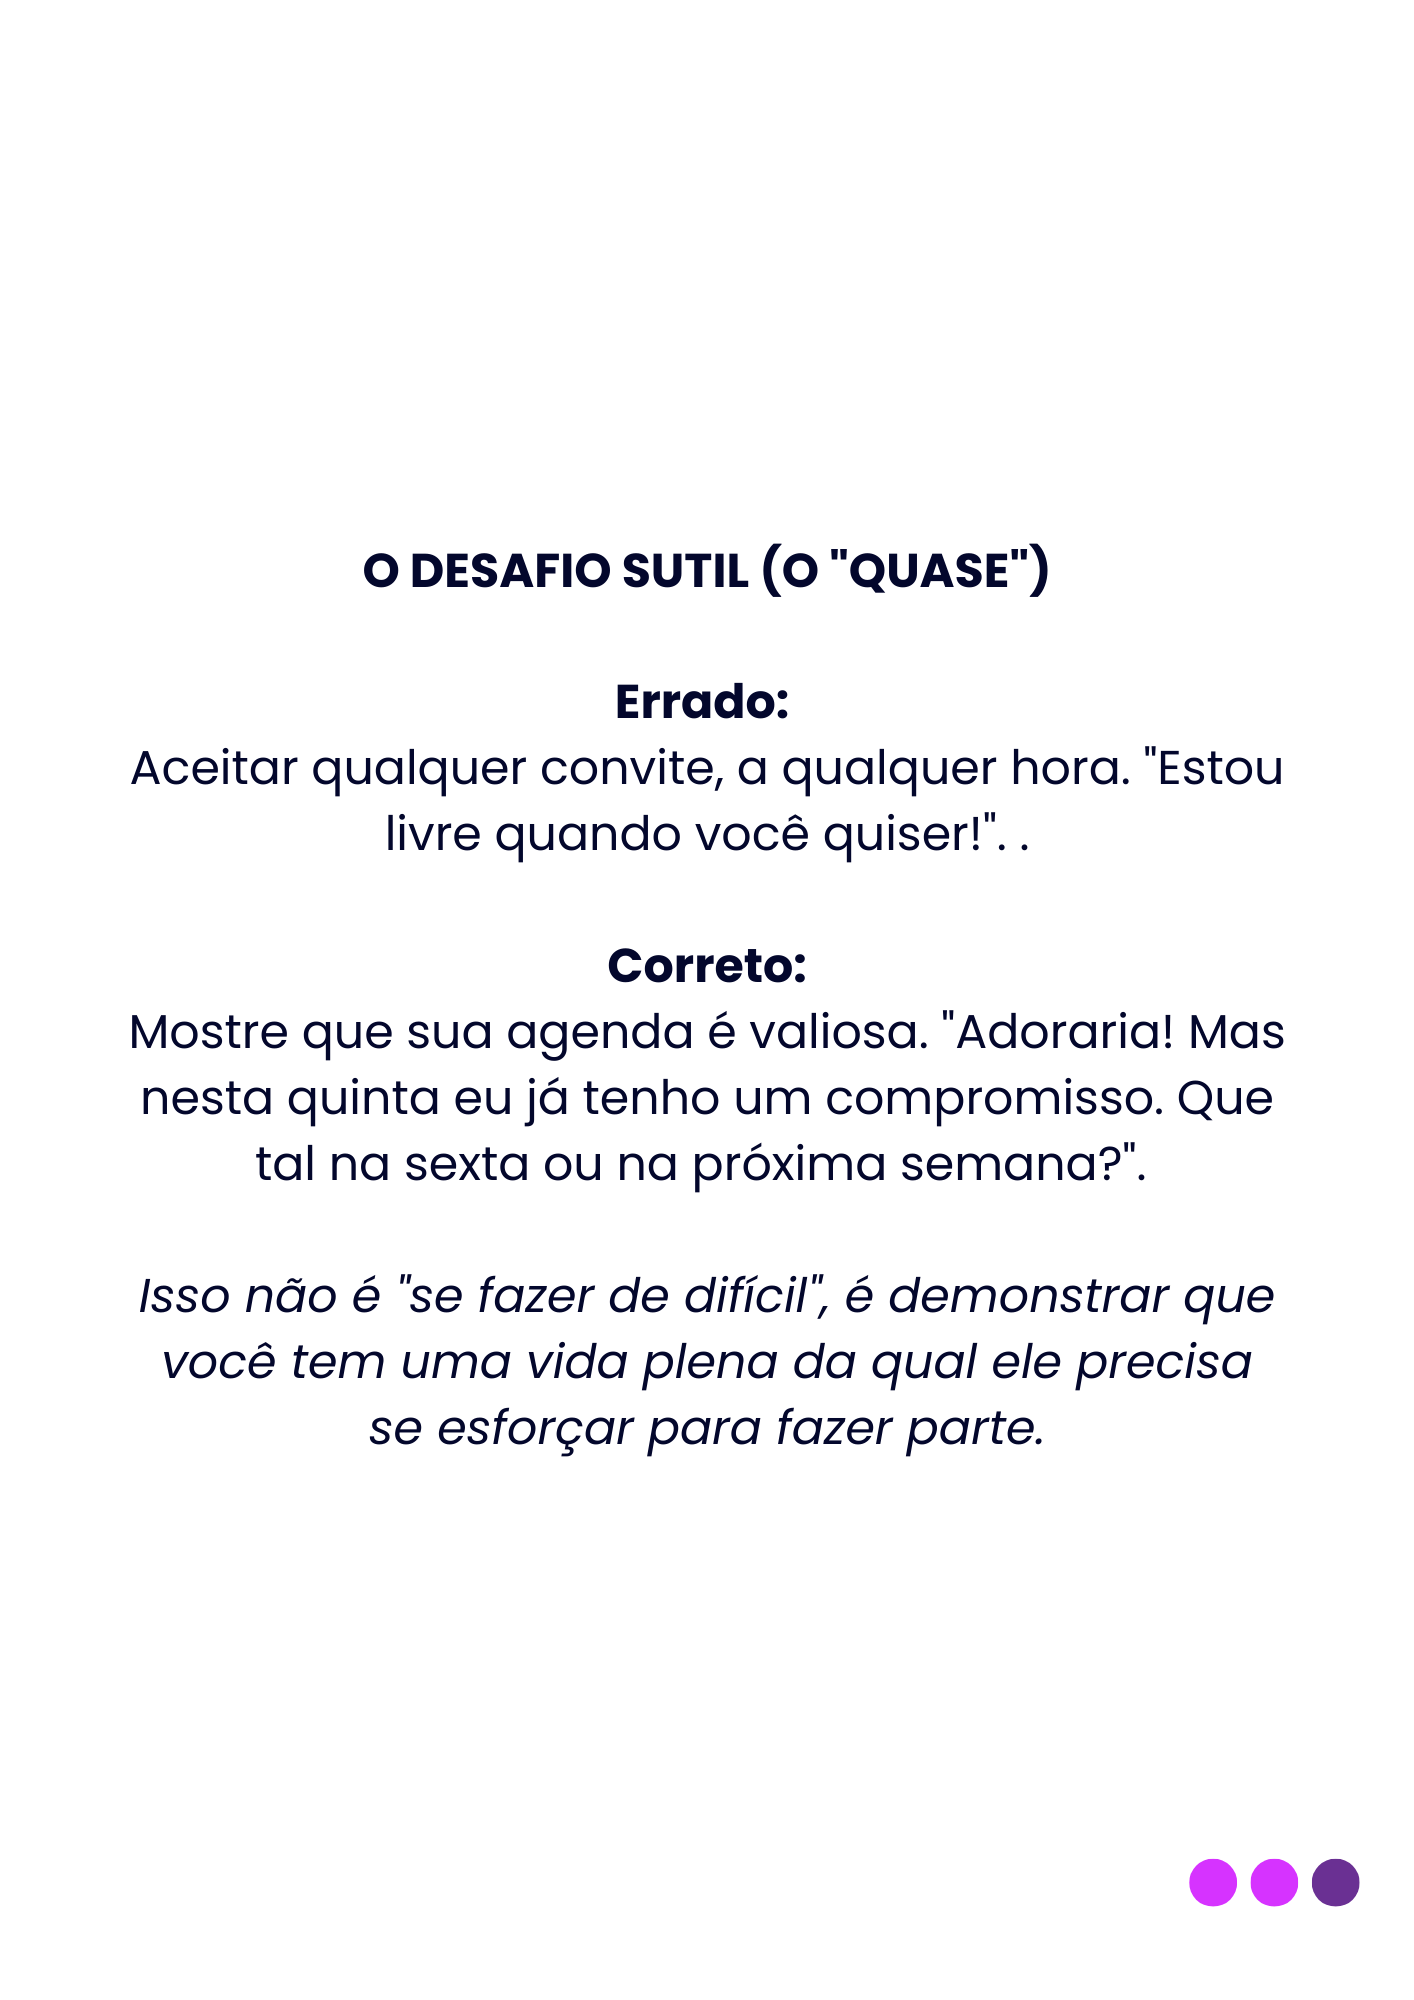 O DESAFIO SUTIL (O "QUASE")
Errado:
Aceitar qualquer convite, a qualquer hora. "Estou
livre quando você quiser!". .
Correto:
Mostre que sua agenda é valiosa. "Adoraria! Mas
nesta quinta eu já tenho um compromisso. Que
tal na sexta ou na próxima semana?".
Isso não é "se fazer de difícil", é demonstrar que
você tem uma vida plena da qual ele precisa
se esforçar para fazer parte.